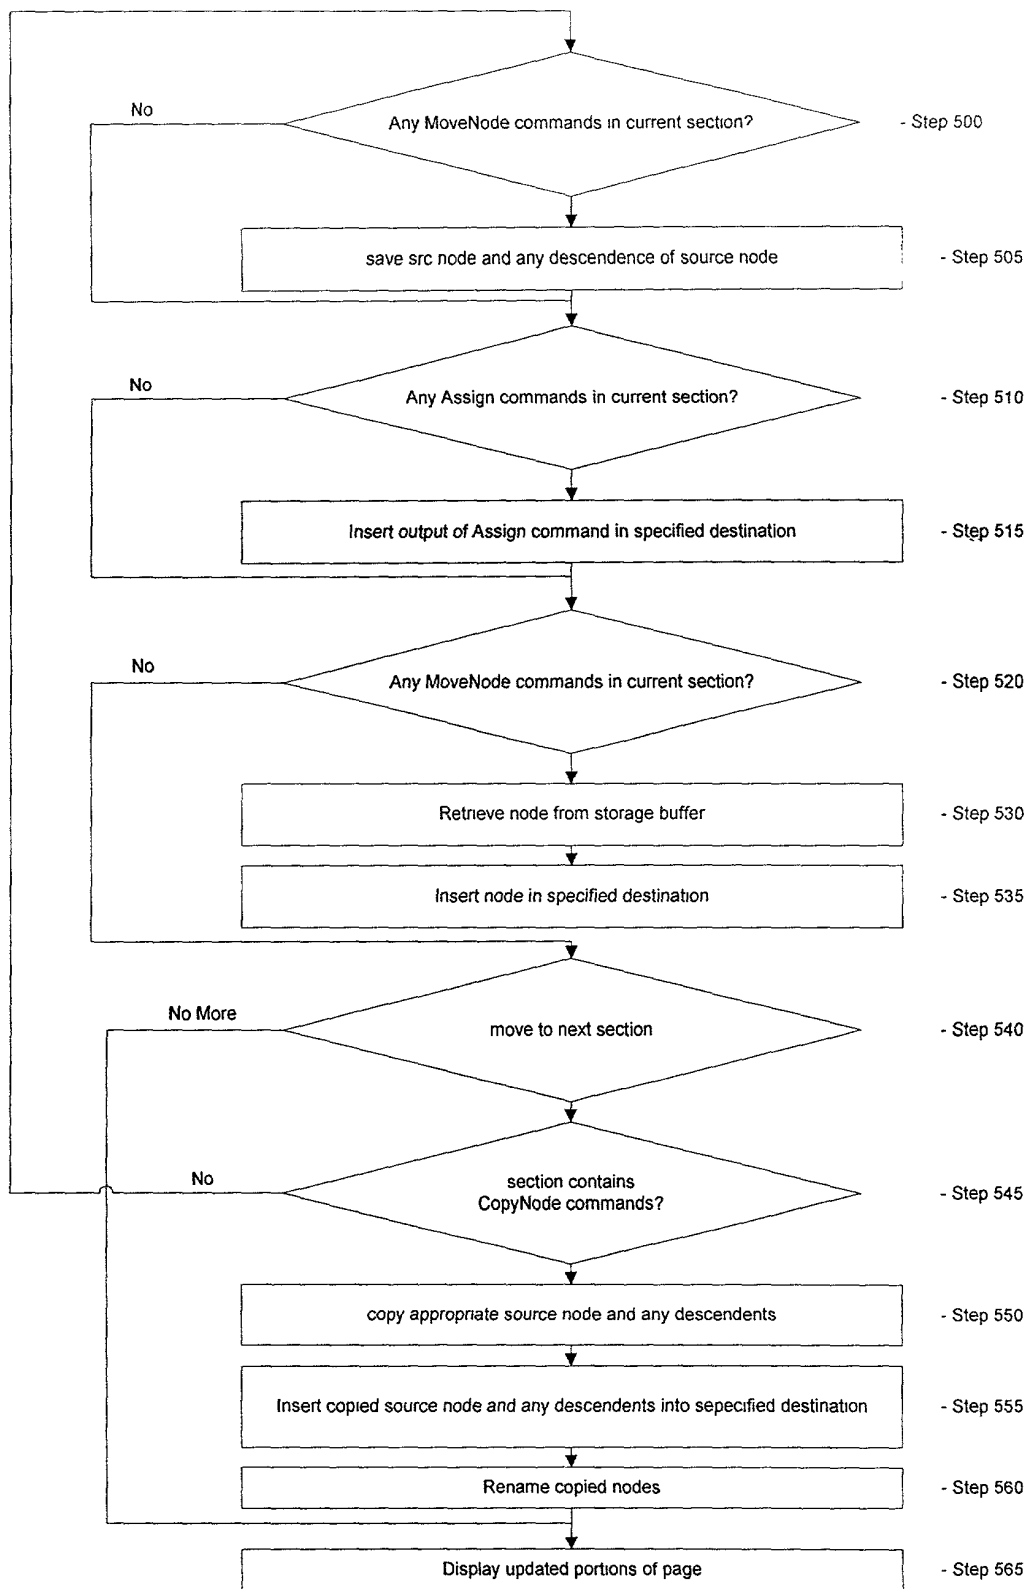 No
Any MoveNode commands in current section?
- Step 500
save src node and any descendence of source node
- Step 505
No
Any Assign commands in current section?
- Step 510
Insert output of Assign command in specified destination
- Step 515
No
Any MoveNode commands in current section?
- Step 520
Retrieve node from storage buffer
- Step 530
Insert node in specified destination
- Step 535
No More
move to next section
- Step 540
No
section contains
CopyNode commands?
- Step 545
copy appropriate source node and any descendents
- Step 550
Insert copied source node and any descendents into sepecified destination
- Step 555
Rename copied nodes
- Step 560
Display updated portions of page
- Step 565